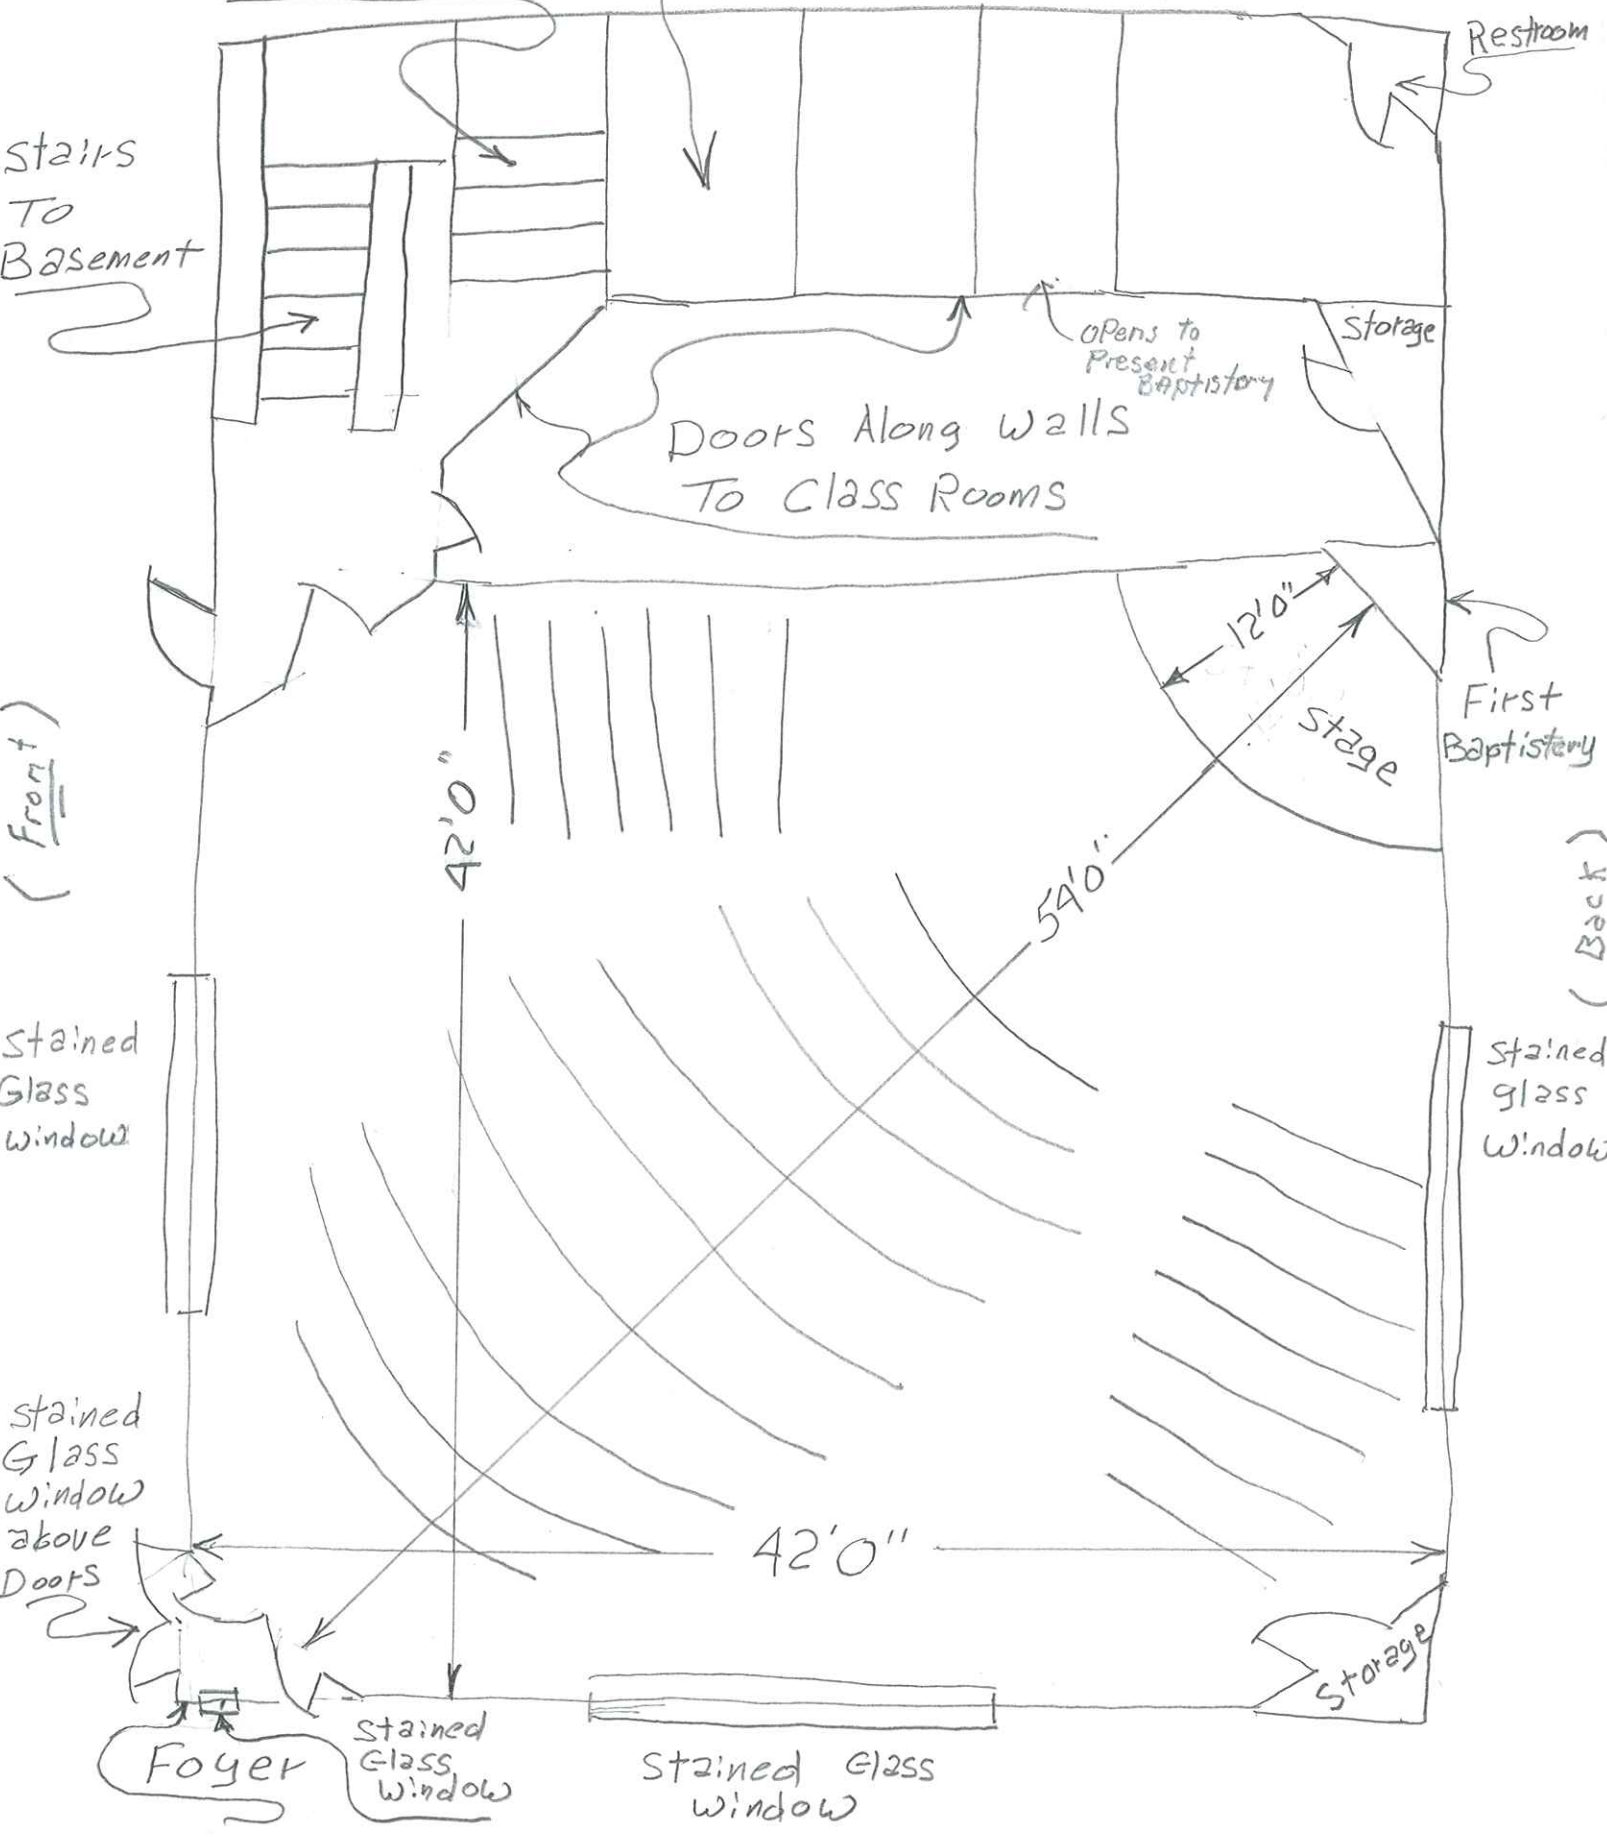 Restroom
Stairs
To
Basement
Storage
Opens to
Present
Baptistory
Doors Along Walls
To Class Rooms
12'0"
Stage
First
Baptistery
(Front)
42'0"
54'0"
(Back)
Stained
Glass
Window
Stained
glass
Window
Stained
Glass
Window
above
Doors
42'0"
Storage
Foyer
Stained
Glass
Window
Stained Glass
Window